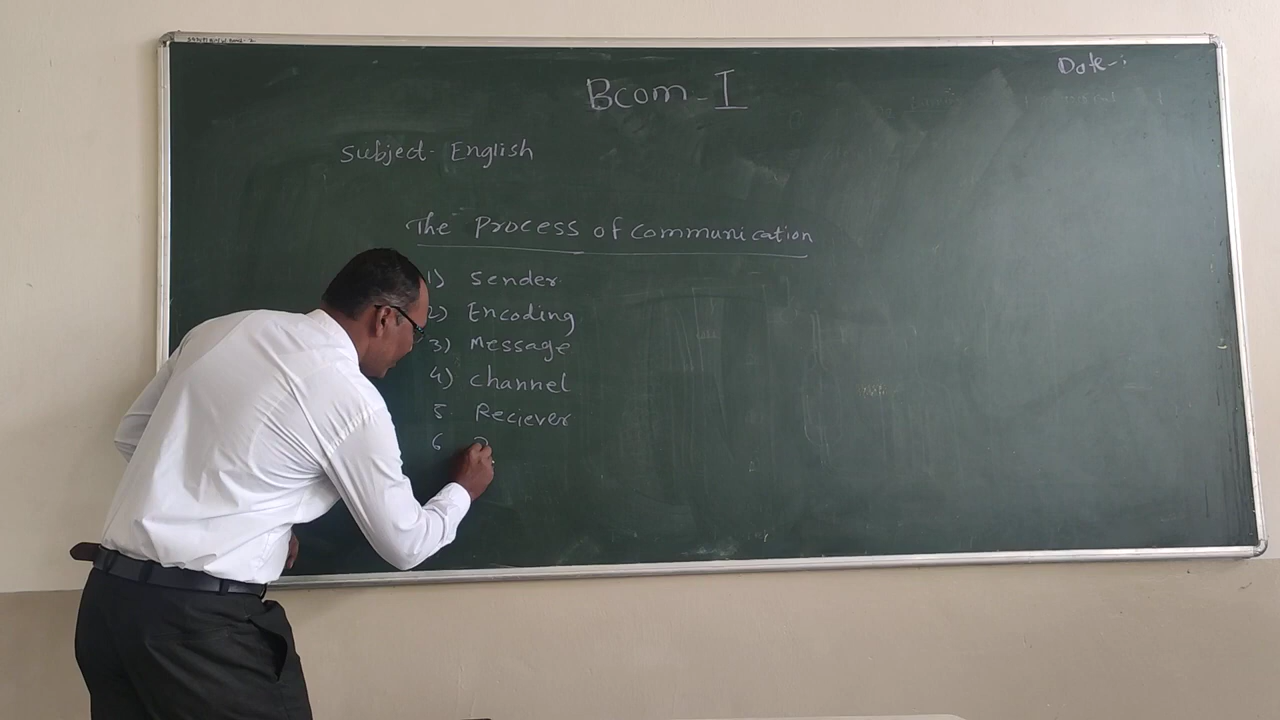 Date-:
Bcom - I
Subject- English
The Process of communication
1) Sender
2) Encoding
3) Message
4) channel
5. Reciever
6